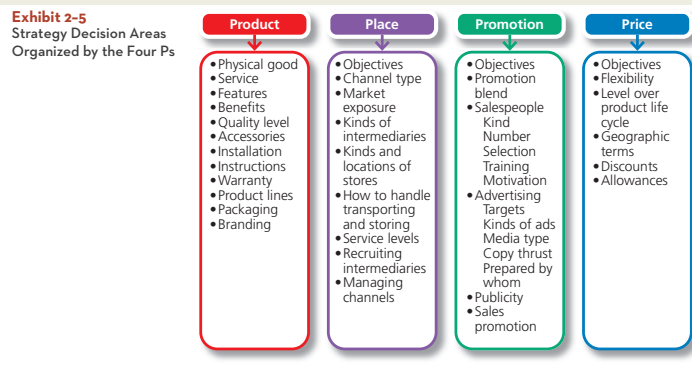 Exhibit 2–5
Strategy Decision Areas
Organized by the Four Ps
Product
• Physical good
• Service
• Features
• Benefits
• Quality level
• Accessories
• Installation
• Instructions
• Warranty
• Product lines
• Packaging
• Branding
Place
• Objectives
• Channel type
• Market
exposure
• Kinds of
intermediaries
• Kinds and
locations of
stores
• How to handle
transporting
and storing
• Service levels
• Recruiting
intermediaries
• Managing
channels
Promotion
• Objectives
• Promotion
blend
• Salespeople
Kind
Number
Selection
Training
Motivation
• Advertising
Targets
Kinds of ads
Media type
Copy thrust
Prepared by
whom
• Publicity
• Sales
promotion
Price
• Objectives
• Flexibility
• Level over
product life
cycle
• Geographic
terms
• Discounts
• Allowances